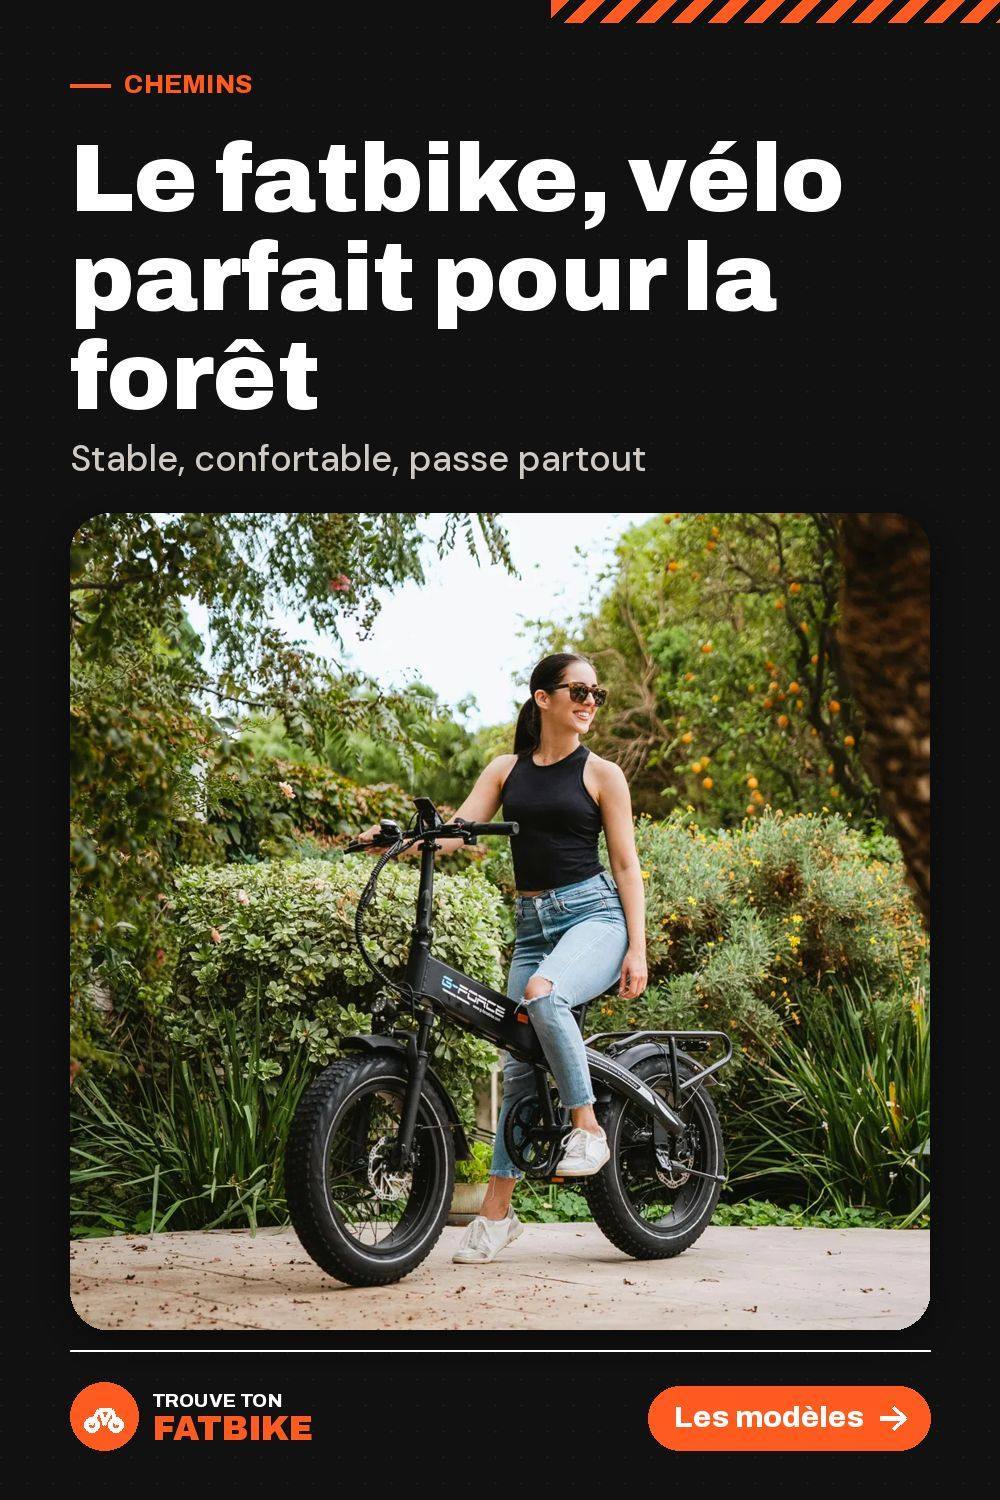 CHEMINS
Le fatbike, vélo
parfait pour la
forêt
Stable, confortable, passe partout
G-FORCE
TROUVE TON
FATBIKE
Les modèles